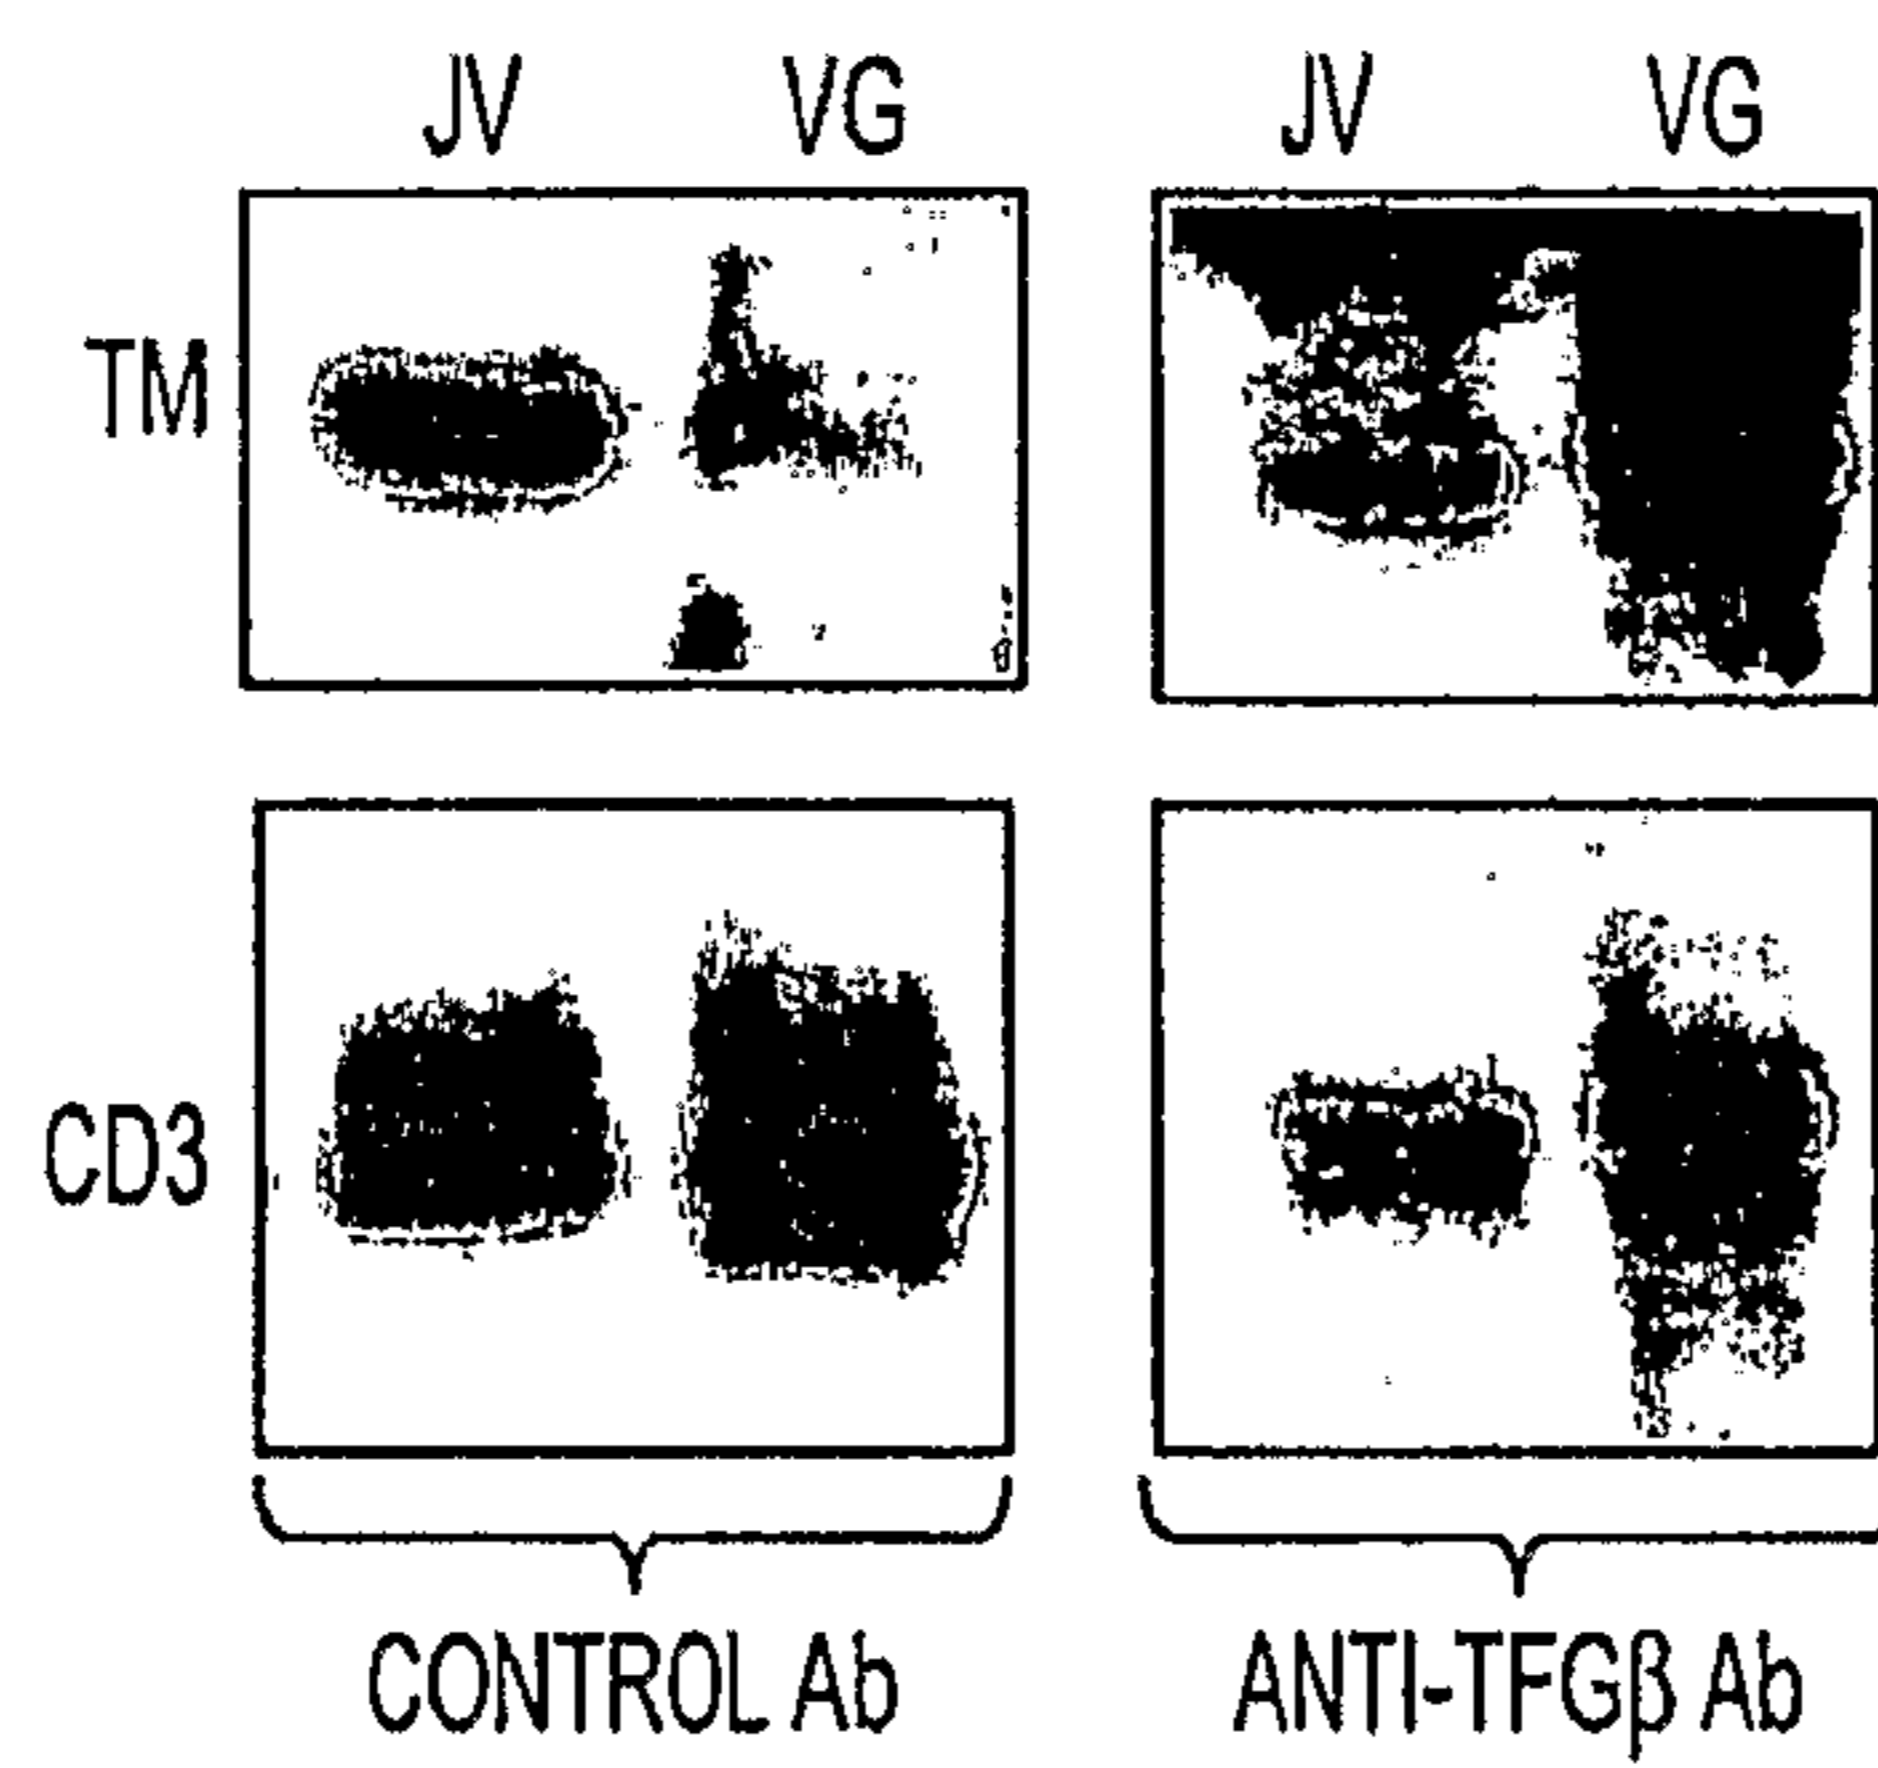 JV VG JV VG
TM
CD3
CONTROL Ab ANTI-TFGβ Ab